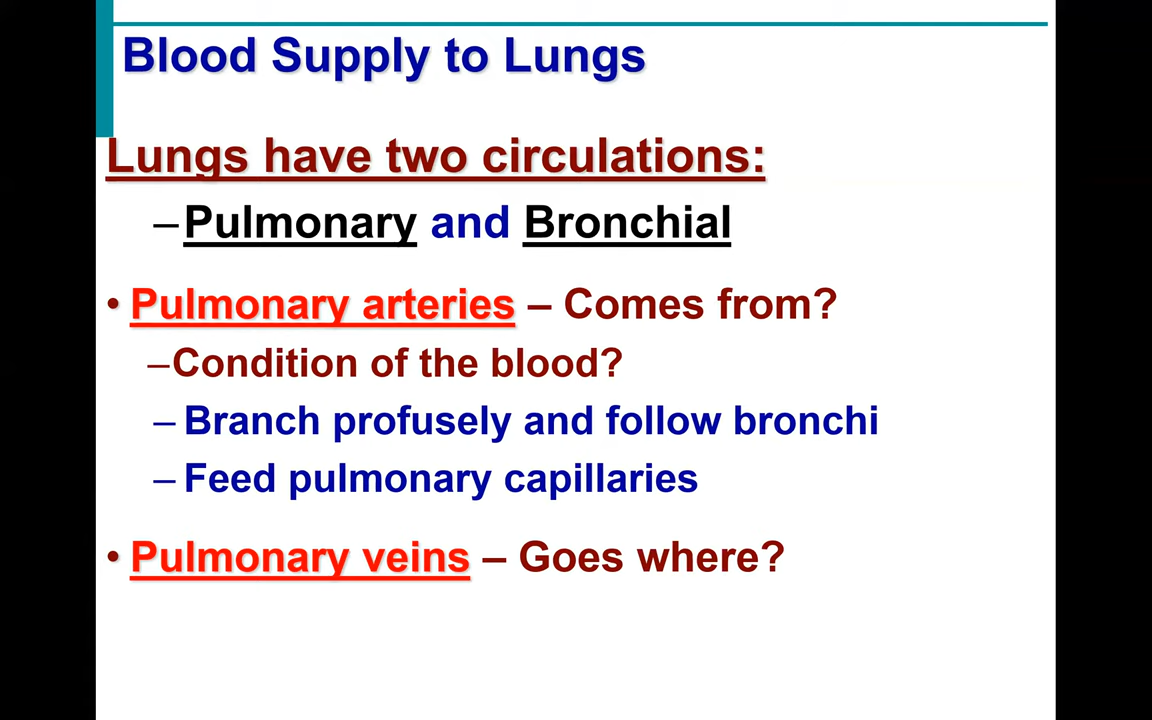 Blood Supply to Lungs
Lungs have two circulations:
–Pulmonary and Bronchial
• Pulmonary arteries – Comes from?
–Condition of the blood?
– Branch profusely and follow bronchi
– Feed pulmonary capillaries
• Pulmonary veins – Goes where?